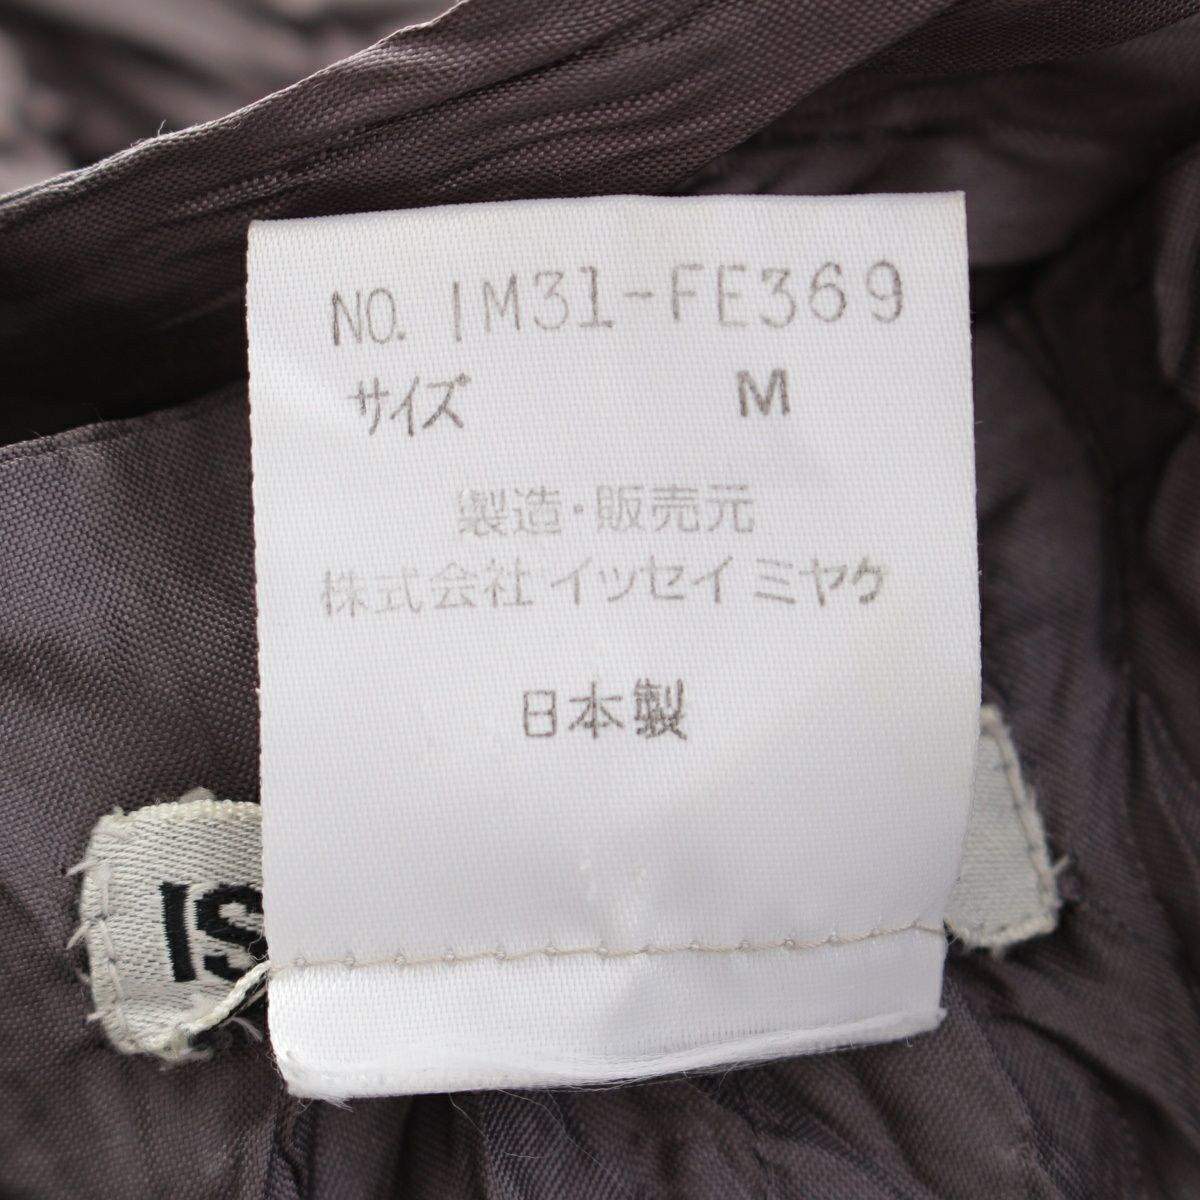 NO. IM31-FE369
サイズ M
製造・販売元
株式会社イッセイミヤケ
日本製
IS